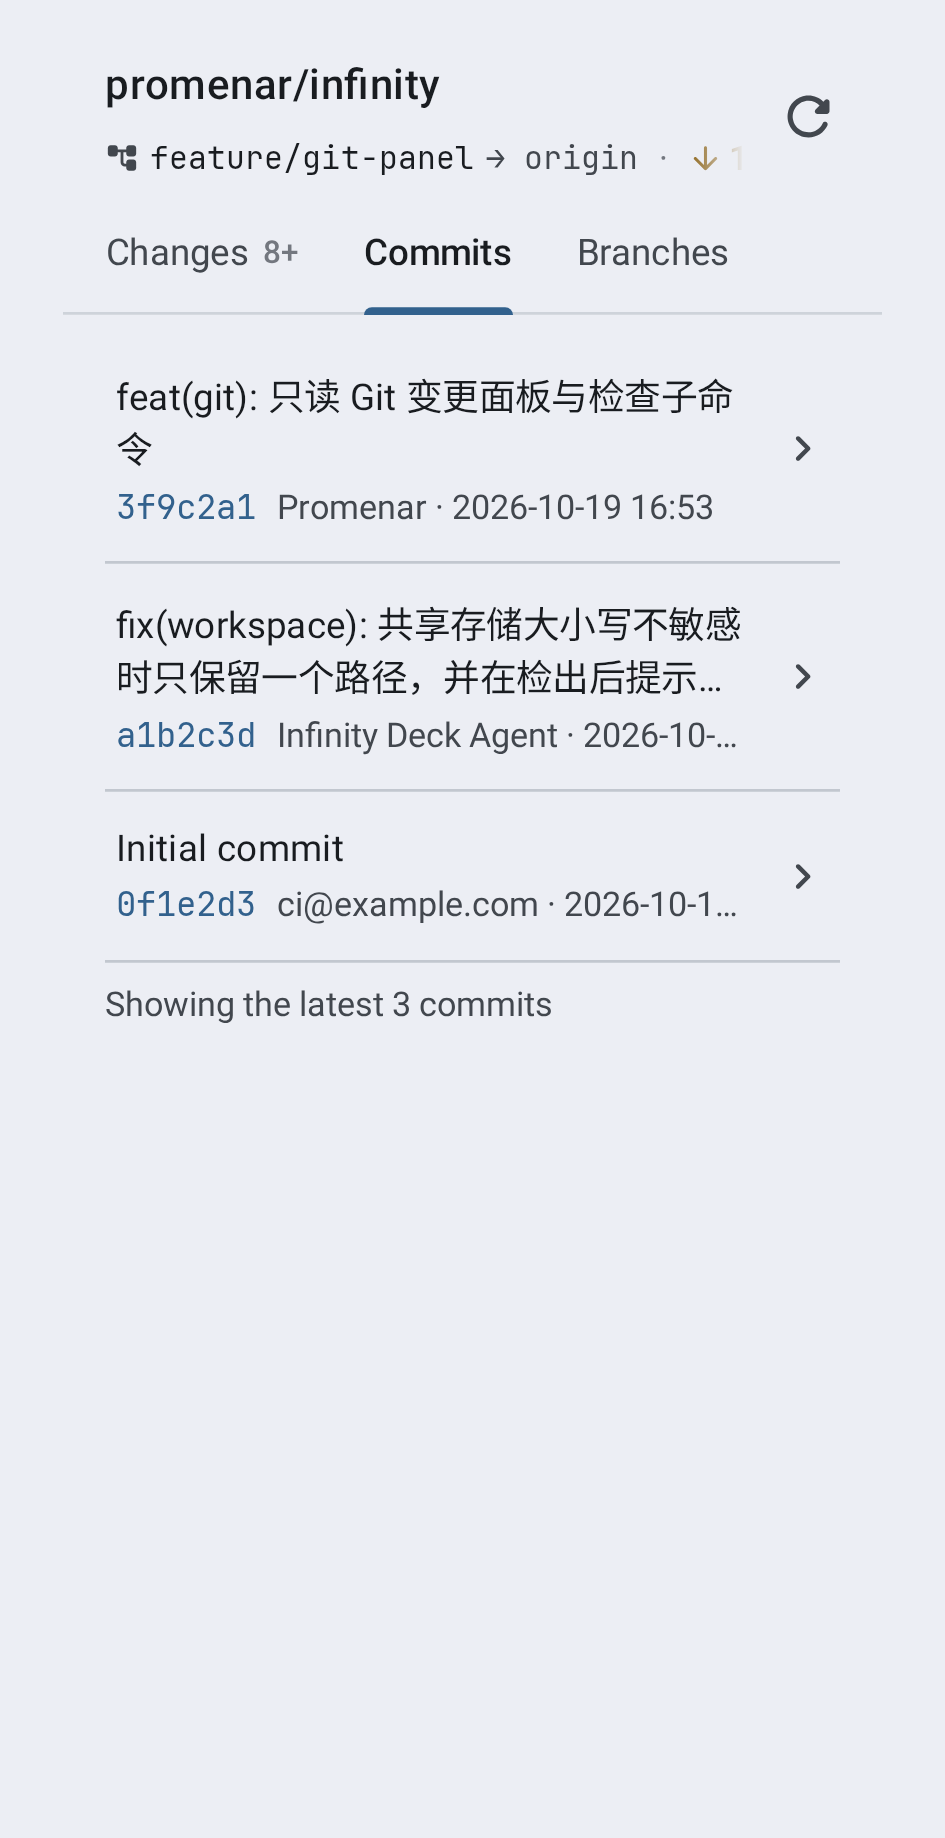 promenar/infinity
feature/git-panel → origin · ↓ 1
Changes 8+ Commits Branches
feat(git): 只读 Git 变更面板与检查子命
令
3f9c2a1 Promenar · 2026-10-19 16:53
fix(workspace): 共享存储大小写不敏感
时只保留一个路径，并在检出后提示…
a1b2c3d Infinity Deck Agent · 2026-10-…
Initial commit
0f1e2d3 ci@example.com · 2026-10-1…
Showing the latest 3 commits